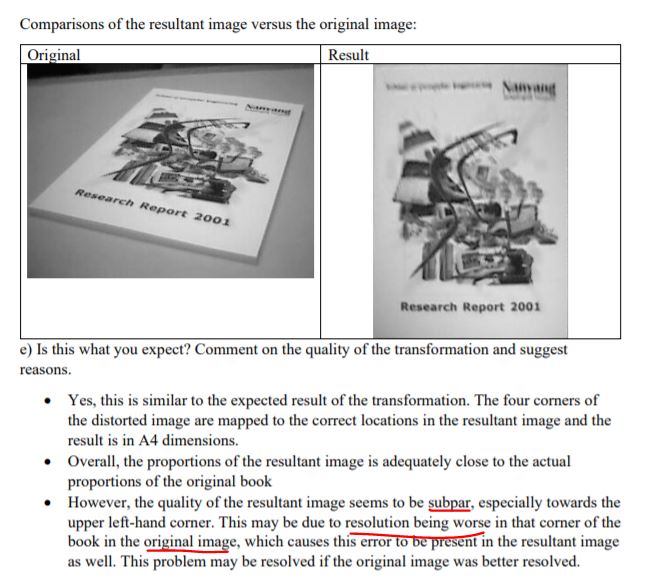 Comparisons of the resultant image versus the original image:
Original
Result
Nanyang
Research Report 2001
Nanyang
Research Report 2001
e) Is this what you expect? Comment on the quality of the transformation and suggest
reasons.
• Yes, this is similar to the expected result of the transformation. The four corners of
the distorted image are mapped to the correct locations in the resultant image and the
result is in A4 dimensions.
• Overall, the proportions of the resultant image is adequately close to the actual
proportions of the original book
• However, the quality of the resultant image seems to be subpar, especially towards the
upper left-hand corner. This may be due to resolution being worse in that corner of the
book in the original image, which causes this error to be present in the resultant image
as well. This problem may be resolved if the original image was better resolved.